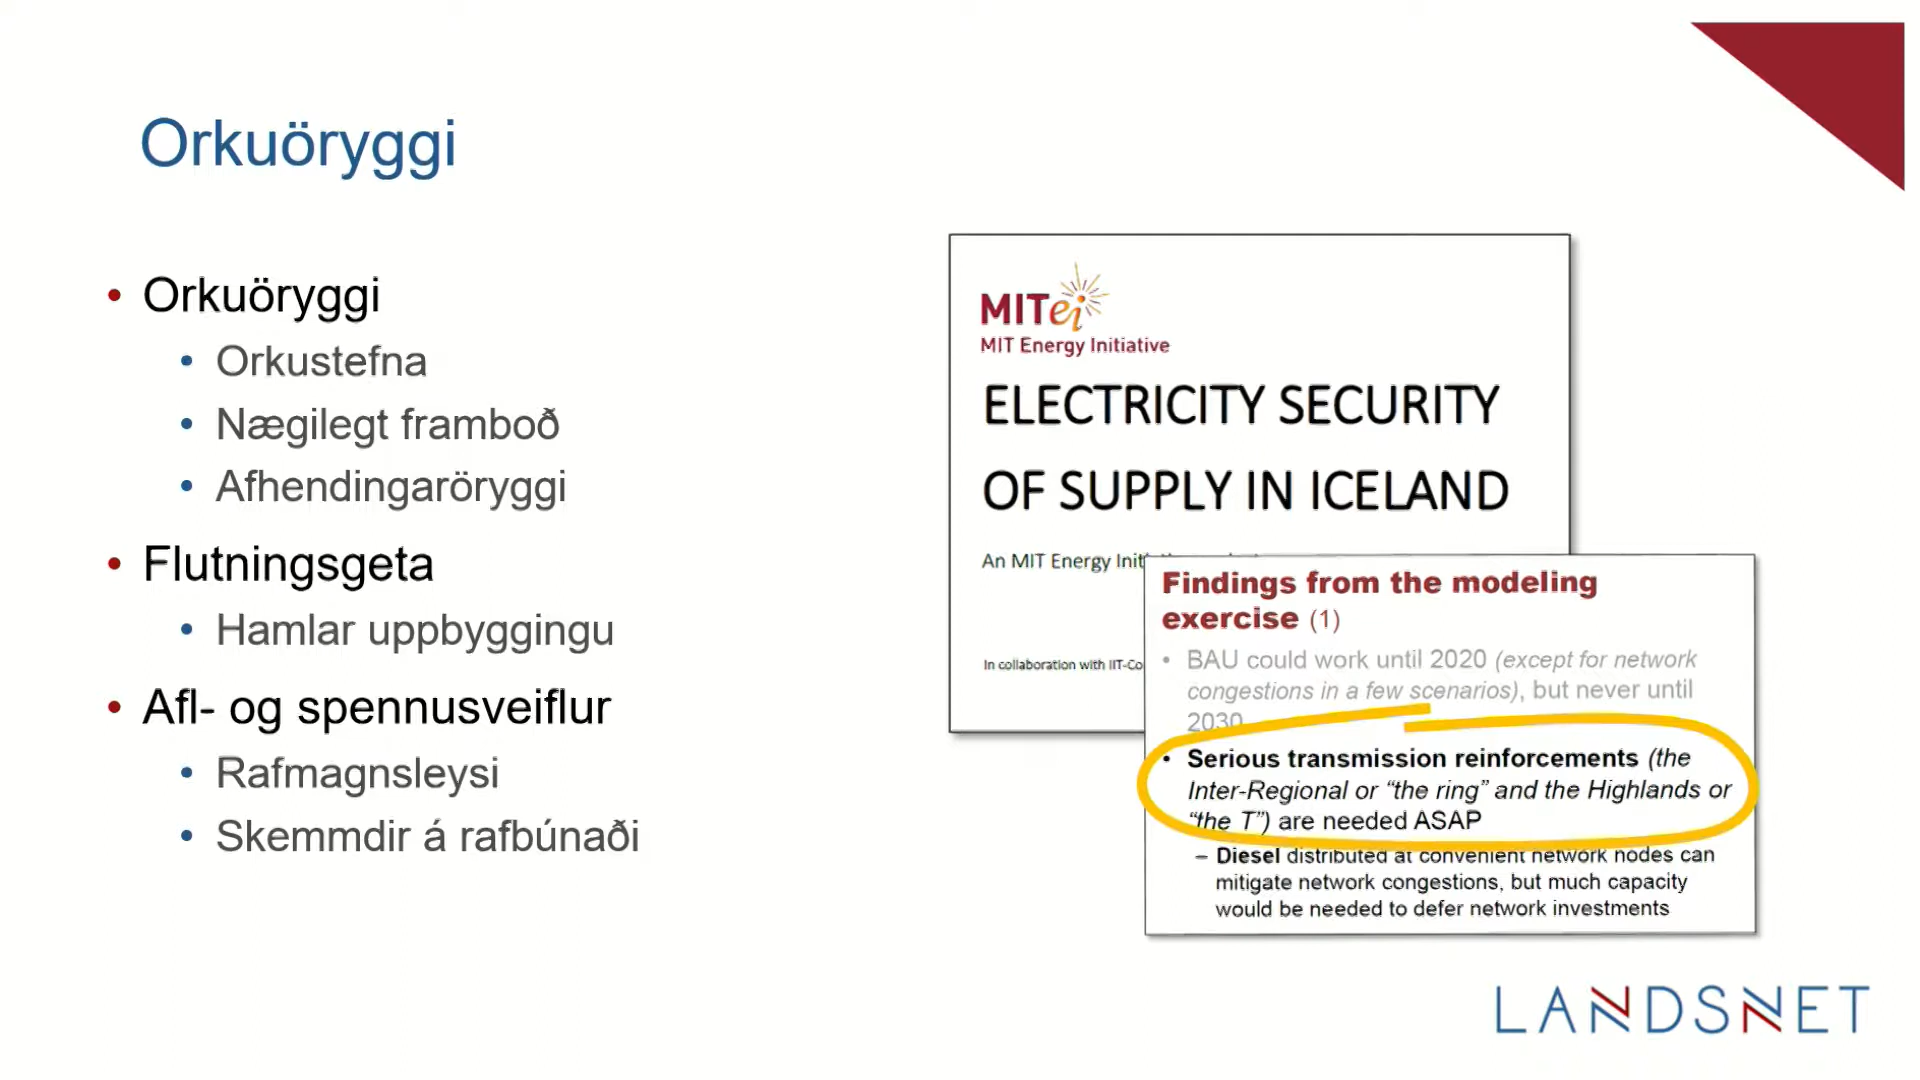 Orkuöryggi
• Orkuöryggi
• Orkustefna
• Nægilegt framboð
• Afhendingaröryggi
• Flutningsgeta
• Hamlar uppbyggingu
• Afl- og spennusveiflur
• Rafmagnsleysi
• Skemmdir á rafbúnaði
MITei
MIT Energy Initiative
ELECTRICITY SECURITY
OF SUPPLY IN ICELAND
An MIT Energy
In collaboration with
Findings from the modeling
exercise (1)
• BAU could work until 2020 (except for network
congestions in a few scenarios), but never until
2030
• Serious transmission reinforcements (the
Inter-Regional or “the ring” and the Highlands or
“the T”) are needed ASAP
– Diesel distributed at convenient network nodes can
mitigate network congestions, but much capacity
would be needed to defer network investments
LANDSNET